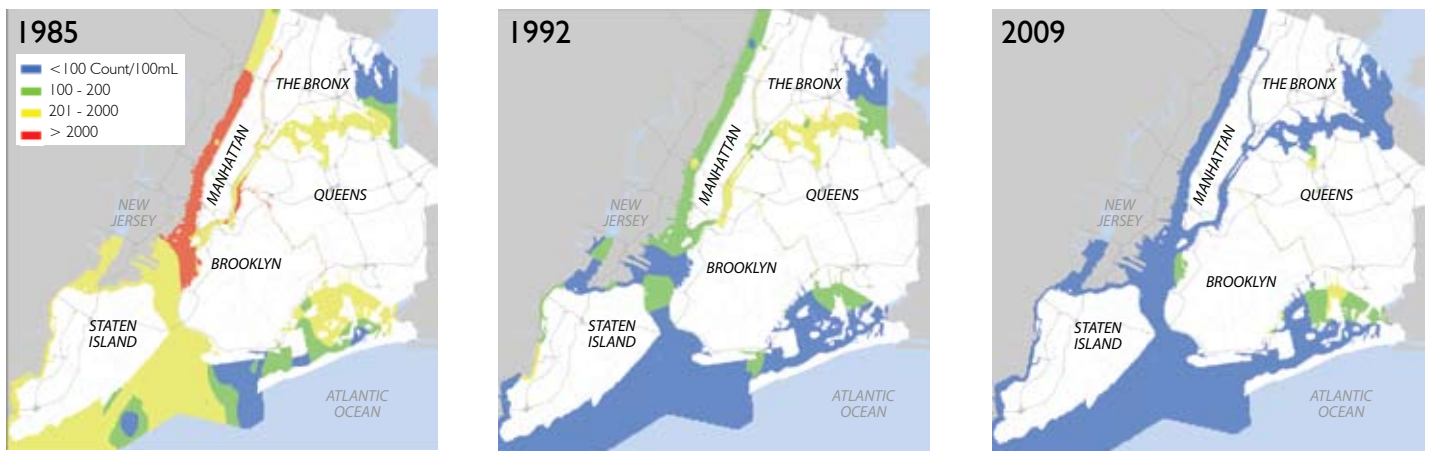 1985
<100 Count/100mL
100 - 200
201 - 2000
> 2000
THE BRONX
MANHATTAN
QUEENS
NEW
JERSEY
BROOKLYN
STATEN
ISLAND
ATLANTIC
OCEAN
1992
THE BRONX
MANHATTAN
QUEENS
NEW
JERSEY
BROOKLYN
STATEN
ISLAND
ATLANTIC
OCEAN
2009
THE BRONX
MANHATTAN
QUEENS
NEW
JERSEY
BROOKLYN
STATEN
ISLAND
ATLANTIC
OCEAN